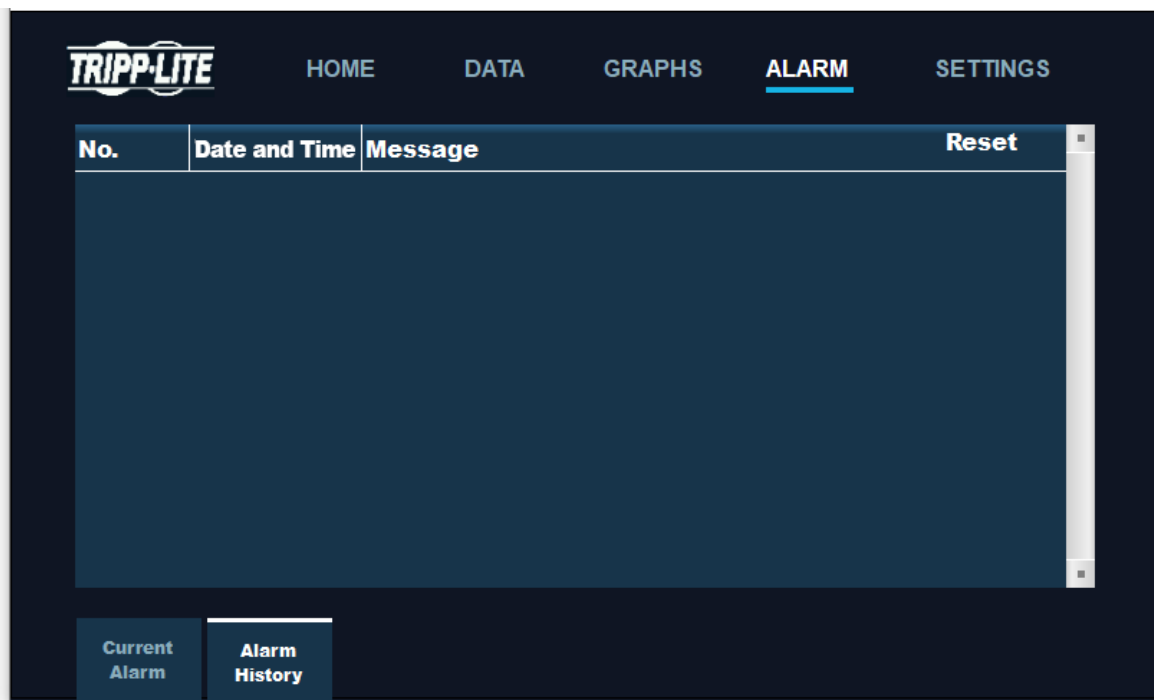 TRIPP·LITE HOME DATA GRAPHS ALARM SETTINGS
No. Date and Time Message Reset
Current Alarm
Alarm History